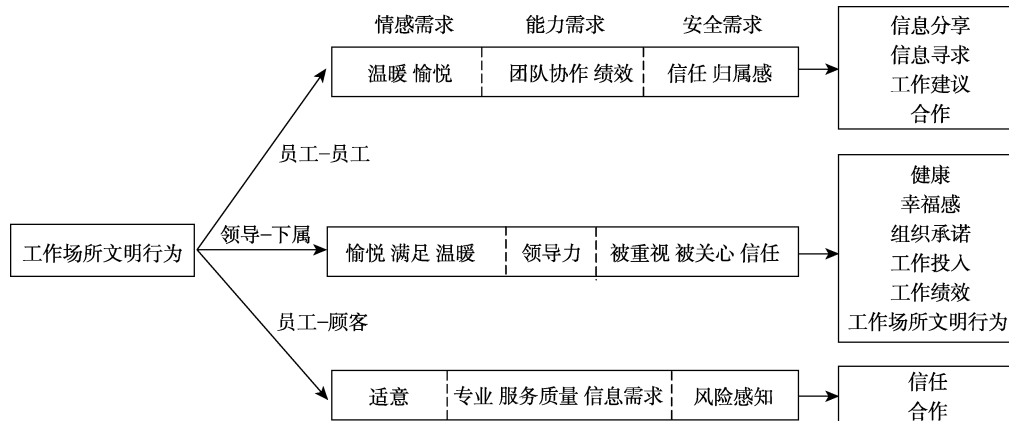 情感需求 能力需求 安全需求
温暖 愉悦 团队协作 绩效 信任 归属感
信息分享
信息寻求
工作建议
合作
员工–员工
工作场所文明行为
领导–下属
愉悦 满足 温暖 领导力 被重视 被关心 信任
健康
幸福感
组织承诺
工作投入
工作绩效
工作场所文明行为
员工–顾客
适意 专业 服务质量 信息需求 风险感知
信任
合作